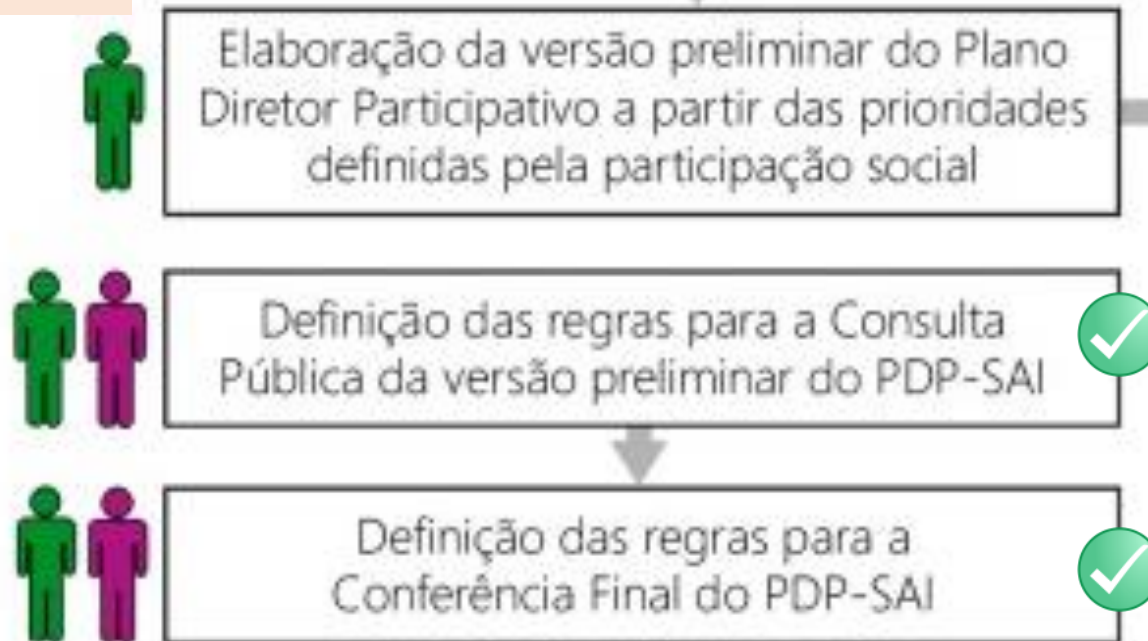 Elaboração da versão preliminar do Plano
Diretor Participativo a partir das prioridades
definidas pela participação social
Definição das regras para a Consulta
Pública da versão preliminar do PDP-SAI
Definição das regras para a
Conferência Final do PDP-SAI